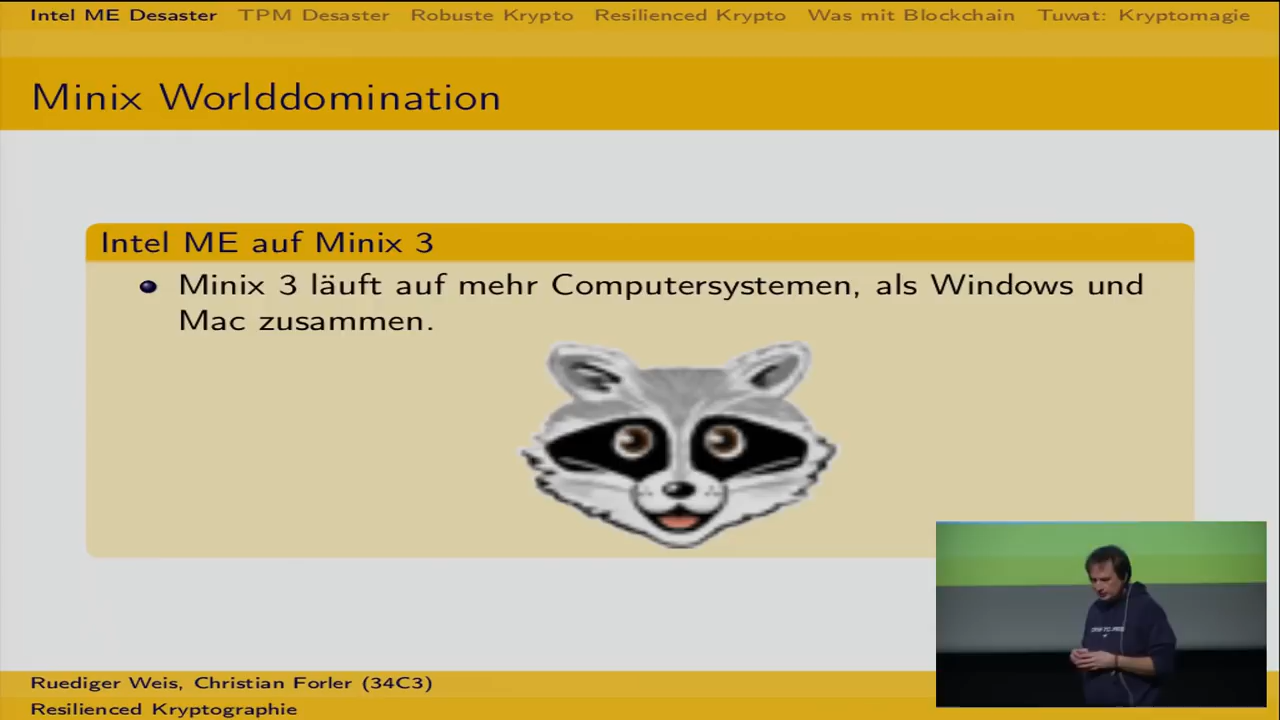 Intel ME Desaster TPM Desaster Robuste Krypto Resilienced Krypto Was mit Blockchain Tuwat: Kryptomagie
Minix Worlddomination
Intel ME auf Minix 3
Minix 3 läuft auf mehr Computersystemen, als Windows und
Mac zusammen.
Ruediger Weis, Christian Forler (34C3)
Resilienced Kryptographie